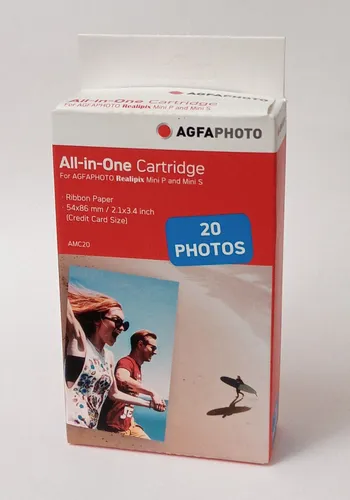 All-in-One Cartridge
For AGFAPHOTO Realipix Mini P and Mini S
AGFAPHOTO
All-in-One Cartridge
For AGFAPHOTO Realipix Mini P and Mini S
Ribbon Paper
54x86 mm / 2.1x3.4 inch
(Credit Card Size)
20
PHOTOS
AMC20